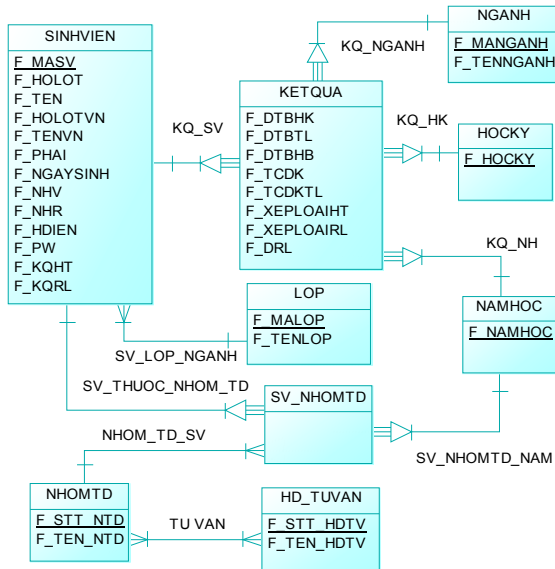 SINHVIEN
F_MASV
F_HOLOT
F_TEN
F_HOLOTVN
F_TENVN
F_PHAI
F_NGAYSINH
F_NHV
F_NHR
F_HDIEN
F_PW
F_KQHT
F_KQRL
KQ_SV
KETQUA
F_DTBHK
F_DTBTL
F_DTBHB
F_TCDK
F_TCDKTL
F_XEPLOAIHT
F_XEPLOAIRL
F_DRL
KQ_NGANH
NGANH
F_MANGANH
F_TENNGANH
KQ_HK
HOCKY
F_HOCKY
KQ_NH
NAMHOC
F_NAMHOC
LOP
F_MALOP
F_TENLOP
SV_LOP_NGANH
SV_THUOC_NHOM_TD
SV_NHOMTD
SV_NHOMTD_NAM
NHOM_TD_SV
NHOMTD
F_STT_NTD
F_TEN_NTD
TU VAN
HD_TUVAN
F_STT_HDTV
F_TEN_HDTV